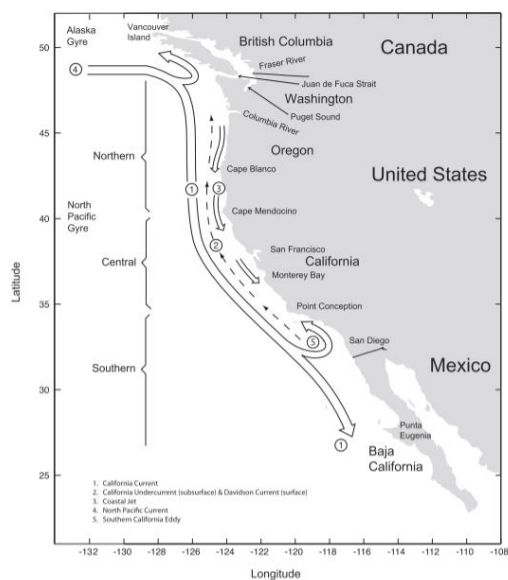 Alaska
Gyre
Vancouver
Island
British Columbia
Canada
Fraser River
Juan de Fuca Strait
Washington
Puget Sound
Columbia River
Oregon
Northern
Cape Blanco
United States
North
Pacific
Gyre
Cape Mendocino
San Francisco
California
Monterey Bay
Central
Point Conception
San Diego
Southern
Mexico
Punta
Eugenia
Baja
California
4
1
3
2
5
1
1. California Current
2. California Undercurrent (subsurface) & Davidson Current (surface)
3. Coastal Jet
4. North Pacific Current
5. Southern California Eddy
Latitude
50
45
40
35
30
25
-132 -130 -128 -126 -124 -122 -120 -118 -116 -114 -112 -110 -108
Longitude